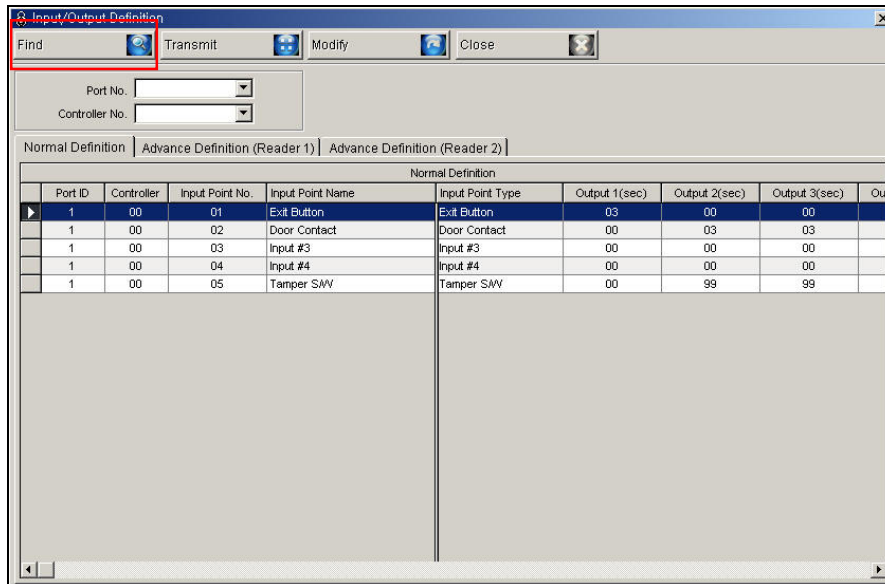 Input/Output Definition
Find Transmit Modify Close
Port No.
Controller No.
Normal Definition Advance Definition (Reader 1) Advance Definition (Reader 2)
Normal Definition
Port ID Controller Input Point No. Input Point Name Input Point Type Output 1(sec) Output 2(sec) Output 3(sec) Ou
1 00 01 Exit Button Exit Button 03 00 00
1 00 02 Door Contact Door Contact 00 03 03
1 00 03 Input #3 Input #3 00 00 00
1 00 04 Input #4 Input #4 00 00 00
1 00 05 Tamper S/W Tamper S/W 00 99 99